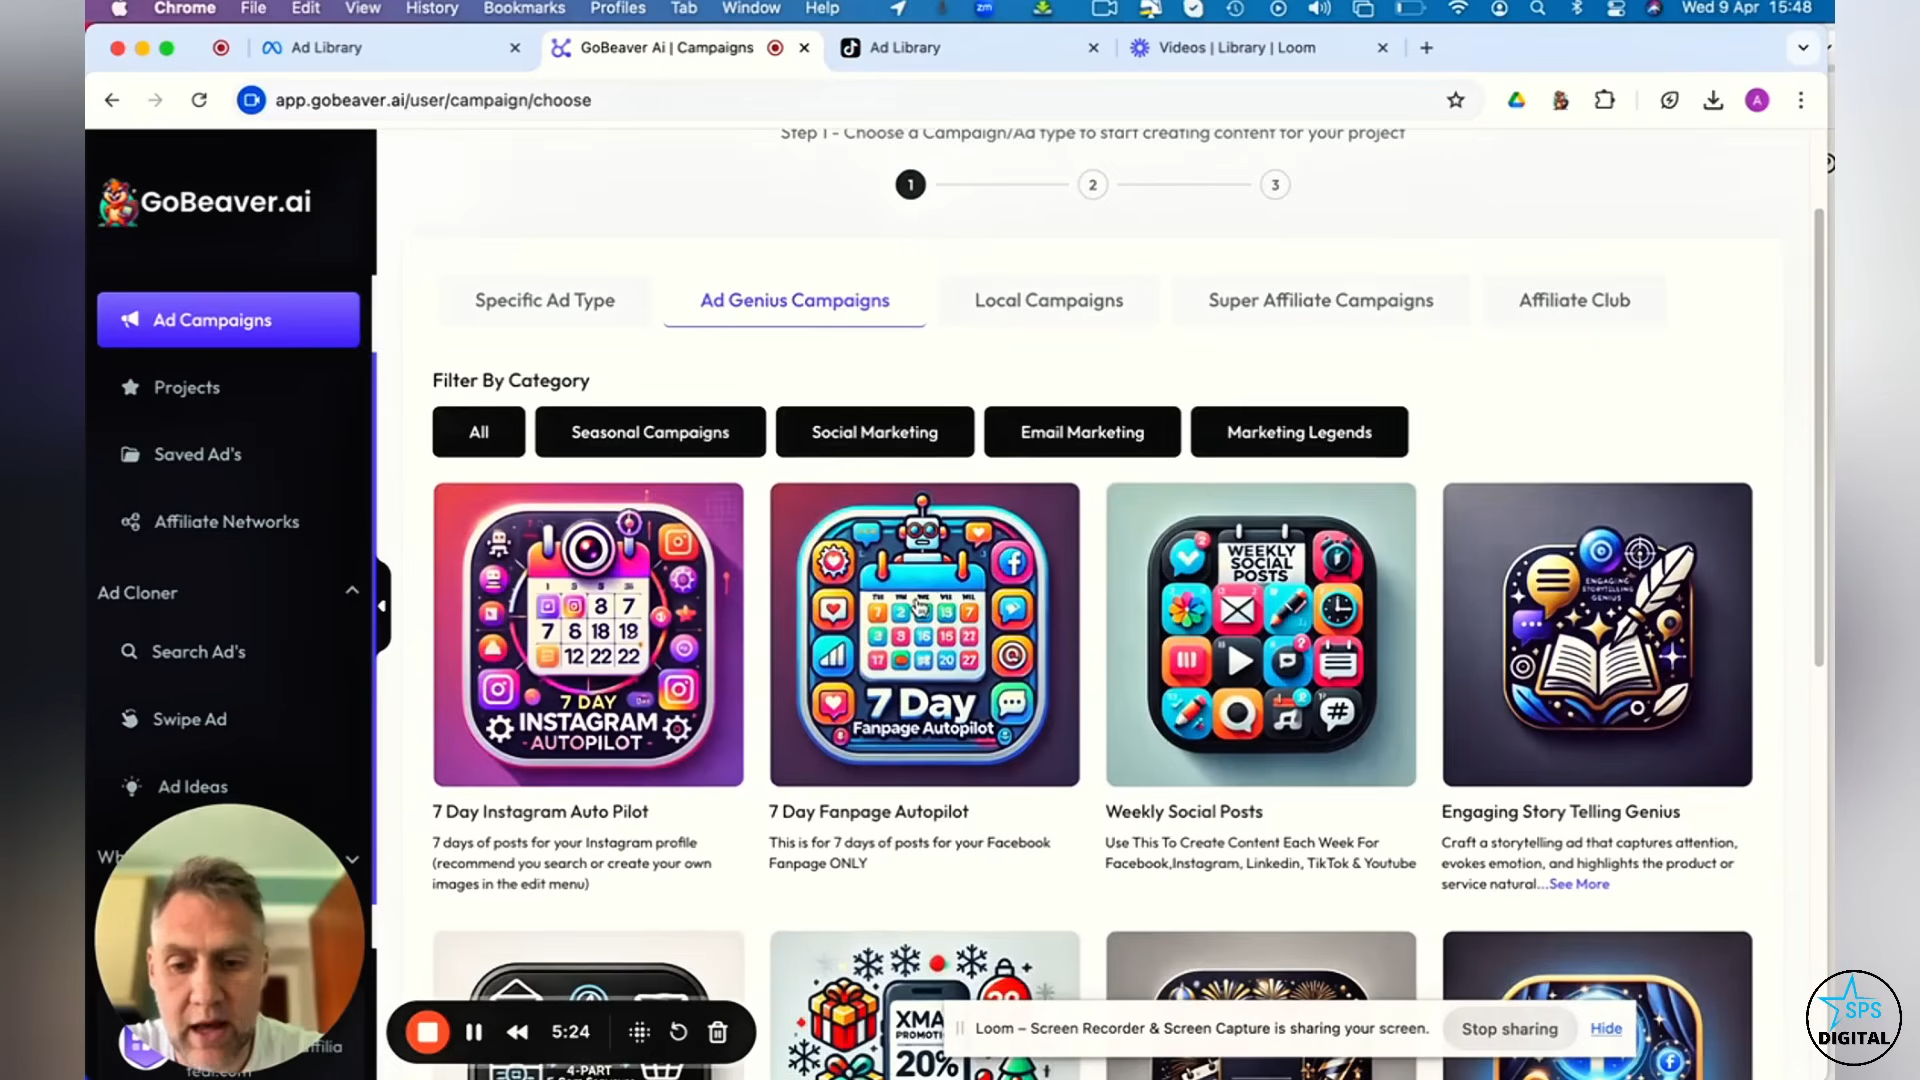 Chrome File Edit View History Bookmarks Profiles Tab Window Help zm Wed 9 Apr 15:48
Ad Library
GoBeaver Ai | Campaigns
Ad Library
Videos | Library | Loom
app.gobeaver.ai/user/campaign/choose
A
GoBeaver.ai
Ad Campaigns
Projects
Saved Ad's
Affiliate Networks
Ad Cloner
Search Ad's
Swipe Ad
Ad Ideas
Step 1 - Choose a Campaign/Ad type to start creating content for your project
1 2 3
Specific Ad Type
Ad Genius Campaigns
Local Campaigns
Super Affiliate Campaigns
Affiliate Club
Filter By Category
All
Seasonal Campaigns
Social Marketing
Email Marketing
Marketing Legends
7 DAY
INSTAGRAM
AUTOPILOT
7 Day
Fanpage Autopilot
WEEKLY
SOCIAL
POSTS
ENGAGING
STORYTELLING
GENIUS
7 Day Instagram Auto Pilot
7 days of posts for your Instagram profile
(recommend you search or create your own
images in the edit menu)
7 Day Fanpage Autopilot
This is for 7 days of posts for your Facebook
Fanpage ONLY
Weekly Social Posts
Use This To Create Content Each Week For
Facebook,Instagram, Linkedin, TikTok & Youtube
Engaging Story Telling Genius
Craft a storytelling ad that captures attention,
evokes emotion, and highlights the product or
service natural...See More
4-PART
20%
5:24
Loom – Screen Recorder & Screen Capture is sharing your screen.
Stop sharing
Hide
SPS
DIGITAL